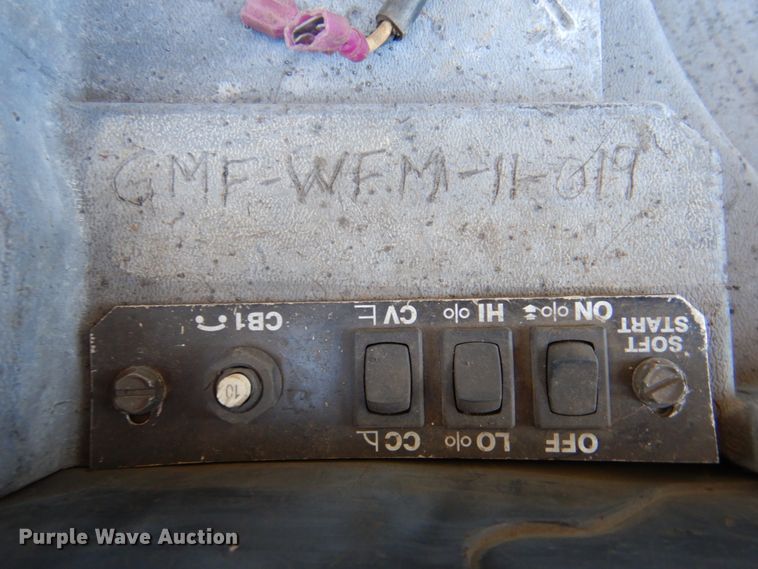 GMF-WFM-11-019
SOFT START
ON
OFF
HI
LO
CV
CC
CB1
10
Purple Wave Auction